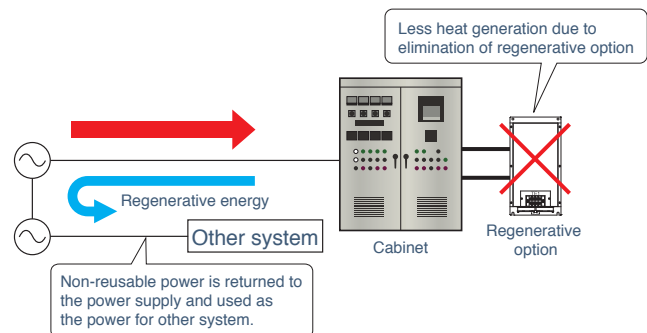 Less heat generation due to
elimination of regenerative option
Regenerative energy
Other system
Cabinet
Regenerative
option
Non-reusable power is returned to
the power supply and used as
the power for other system.